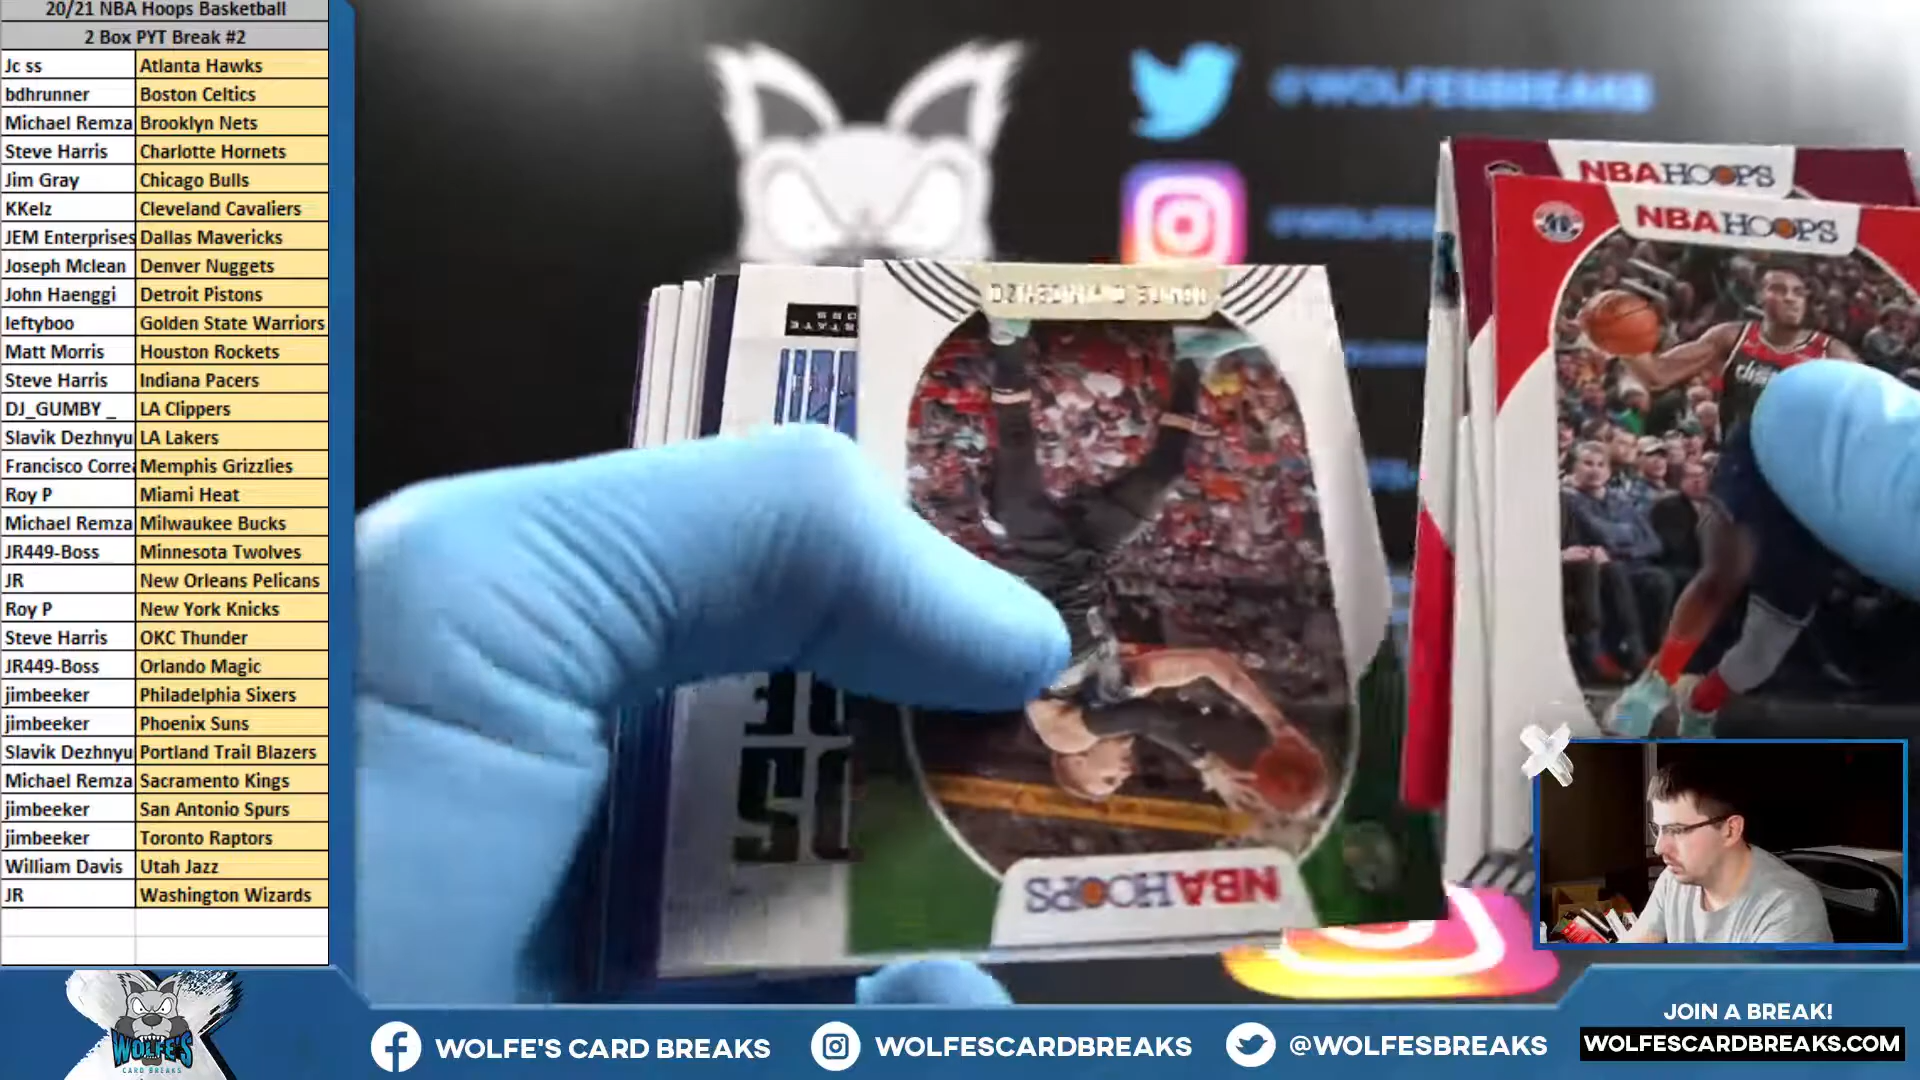 20/21 NBA Hoops Basketball
2 Box PYT Break #2
Jc ss Atlanta Hawks
bdhrunner Boston Celtics
Michael Remza Brooklyn Nets
Steve Harris Charlotte Hornets
Jim Gray Chicago Bulls
KKelz Cleveland Cavaliers
JEM Enterprises Dallas Mavericks
Joseph Mclean Denver Nuggets
John Haenggi Detroit Pistons
leftyboo Golden State Warriors
Matt Morris Houston Rockets
Steve Harris Indiana Pacers
DJ_GUMBY _ LA Clippers
Slavik Dezhnyu LA Lakers
Francisco Corre Memphis Grizzlies
Roy P Miami Heat
Michael Remza Milwaukee Bucks
JR449-Boss Minnesota Twolves
JR New Orleans Pelicans
Roy P New York Knicks
Steve Harris OKC Thunder
JR449-Boss Orlando Magic
jimbeeker Philadelphia Sixers
jimbeeker Phoenix Suns
Slavik Dezhnyu Portland Trail Blazers
Michael Remza Sacramento Kings
jimbeeker San Antonio Spurs
jimbeeker Toronto Raptors
William Davis Utah Jazz
JR Washington Wizards
@WOLFESBREAKS
NBA HOOPS
NBA HOOPS
NBA HOOPS
WOLFE'S
CARD BREAKS
WOLFE'S CARD BREAKS
WOLFESCARDBREAKS
@WOLFESBREAKS
JOIN A BREAK!
WOLFESCARDBREAKS.COM